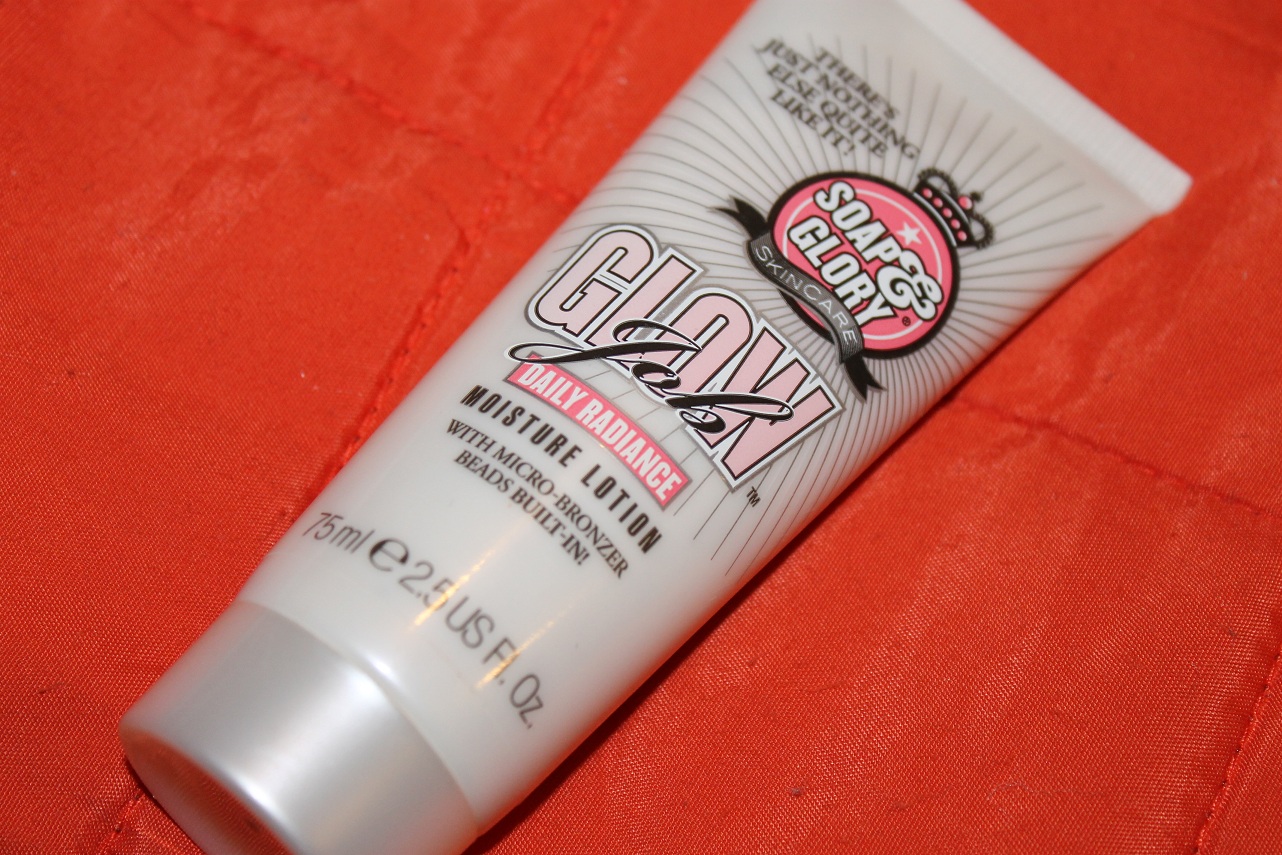 THERE'S
JUST NOTHING
ELSE QUITE
LIKE IT!
SOAP &
GLORY®
SKINCARE
GLOW
Job
DAILY RADIANCE
MOISTURE LOTION
WITH MICRO-BRONZER
BEADS BUILT-IN!
™
75ml e 2.5 US Fl. Oz.